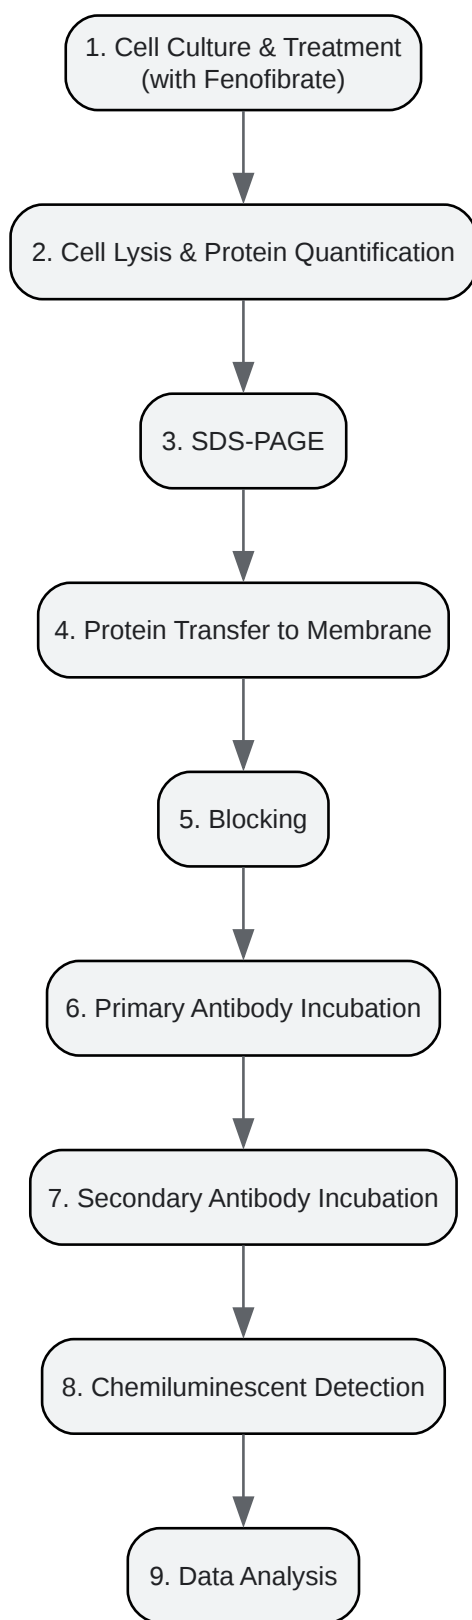 1. Cell Culture & Treatment
(with Fenofibrate)
2. Cell Lysis & Protein Quantification
3. SDS-PAGE
4. Protein Transfer to Membrane
5. Blocking
6. Primary Antibody Incubation
7. Secondary Antibody Incubation
8. Chemiluminescent Detection
9. Data Analysis